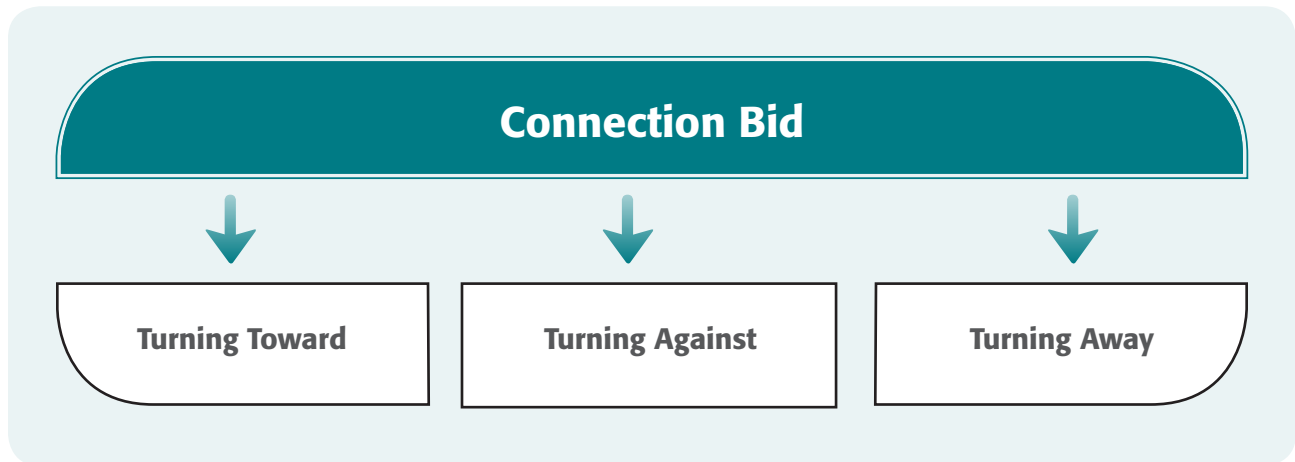 Connection Bid
Turning Toward
Turning Against
Turning Away